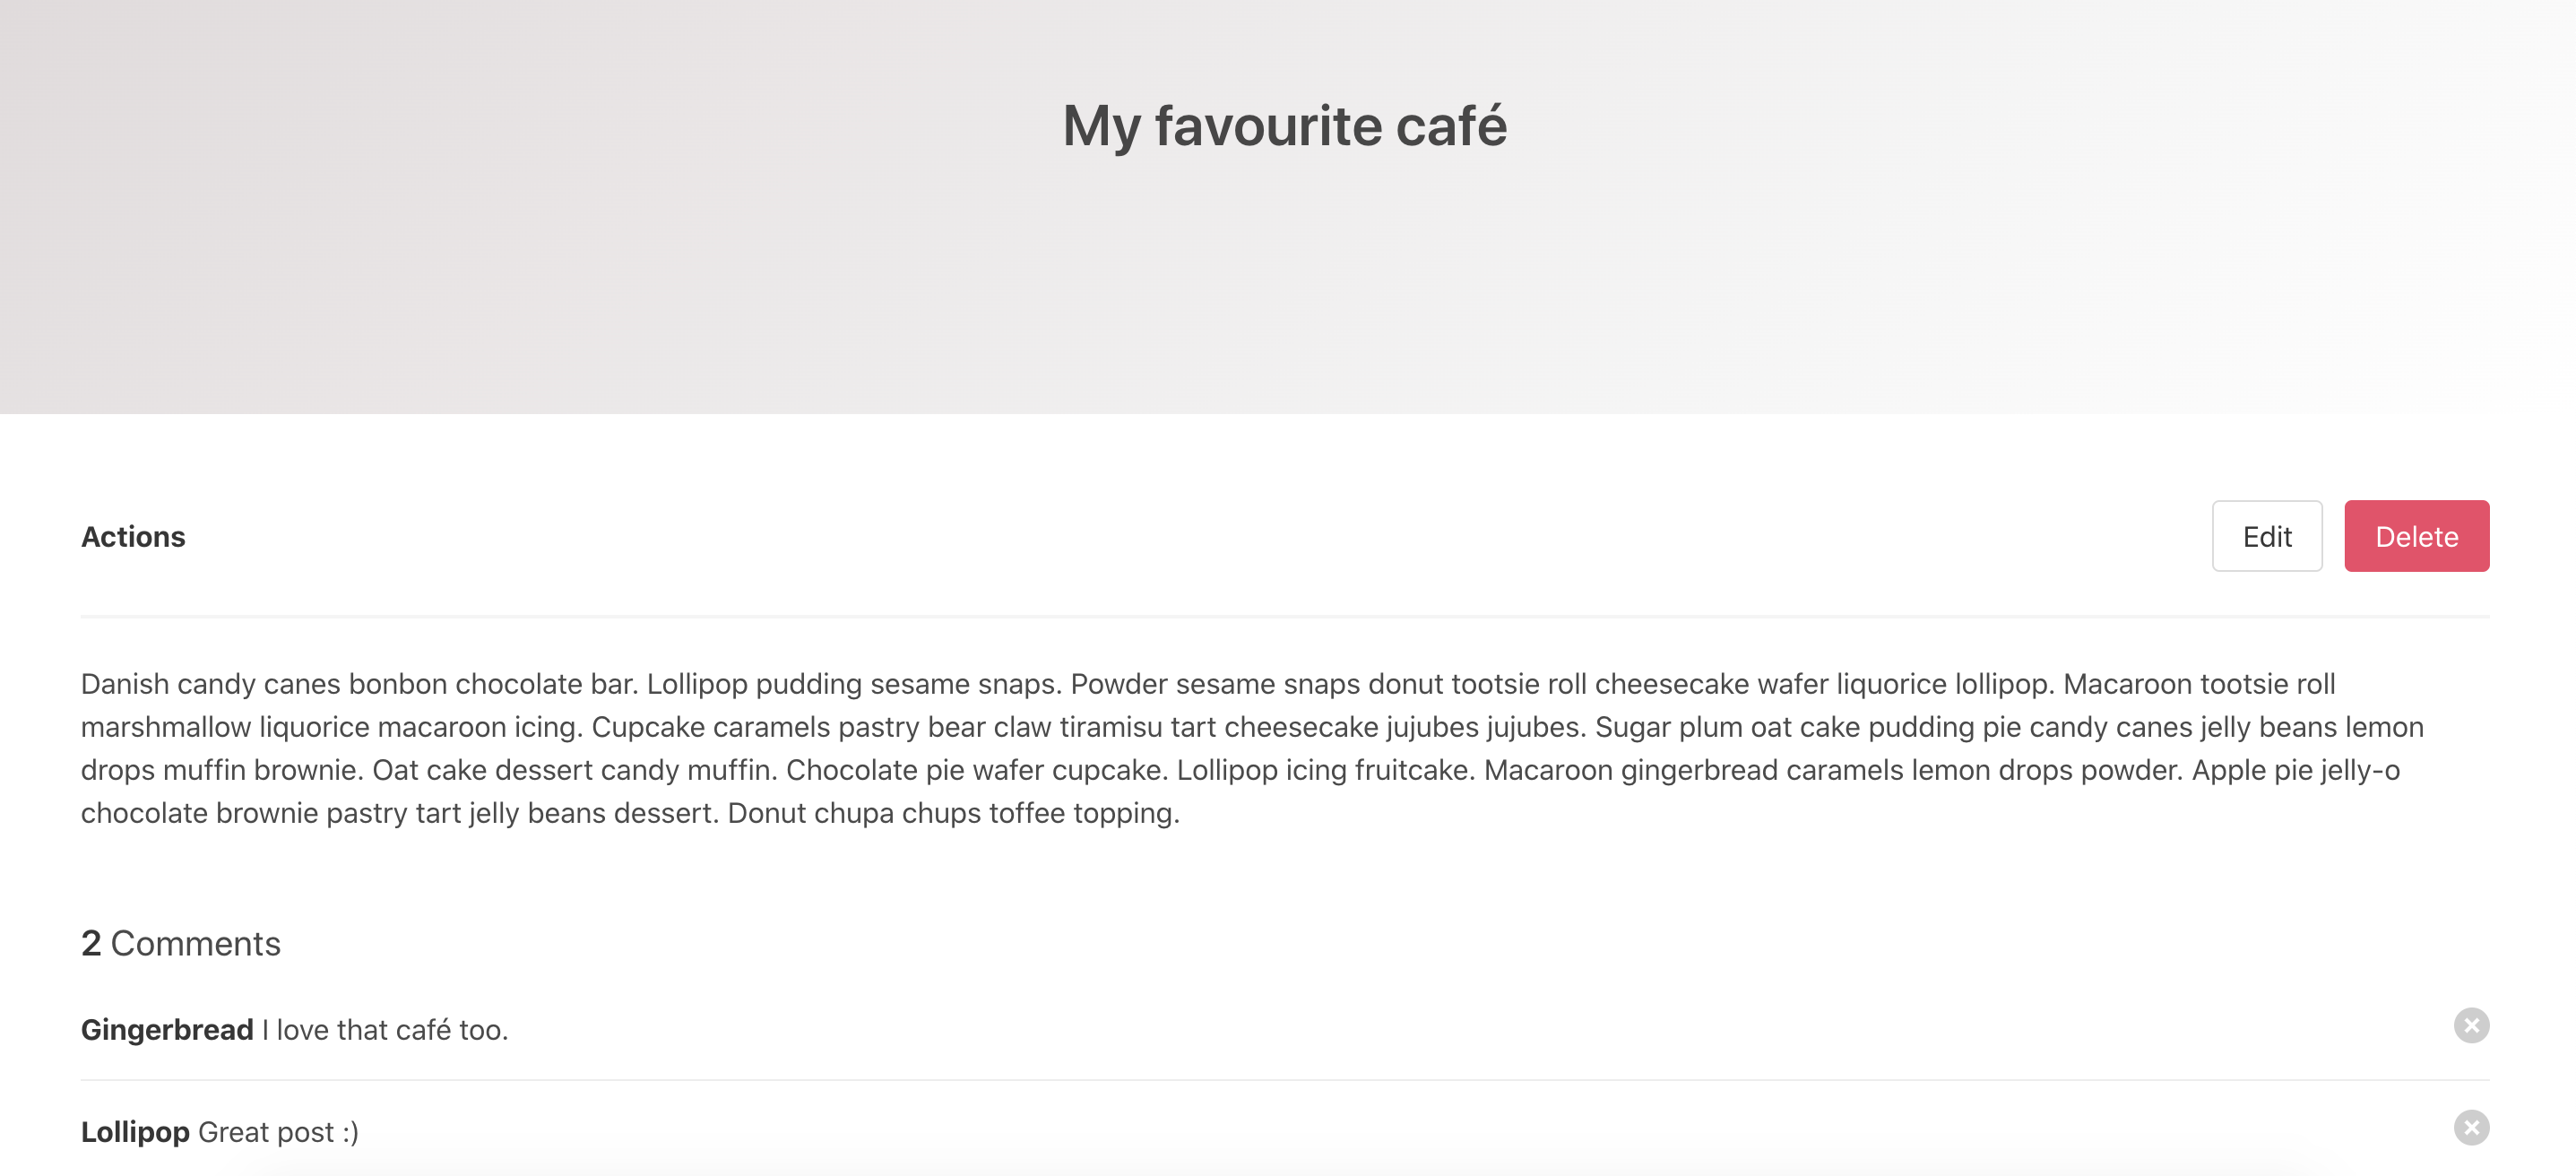 My favourite café
Actions
Edit
Delete
Danish candy canes bonbon chocolate bar. Lollipop pudding sesame snaps. Powder sesame snaps donut tootsie roll cheesecake wafer liquorice lollipop. Macaroon tootsie roll
marshmallow liquorice macaroon icing. Cupcake caramels pastry bear claw tiramisu tart cheesecake jujubes jujubes. Sugar plum oat cake pudding pie candy canes jelly beans lemon
drops muffin brownie. Oat cake dessert candy muffin. Chocolate pie wafer cupcake. Lollipop icing fruitcake. Macaroon gingerbread caramels lemon drops powder. Apple pie jelly-o
chocolate brownie pastry tart jelly beans dessert. Donut chupa chups toffee topping.
2 Comments
Gingerbread I love that café too.
Lollipop Great post :)